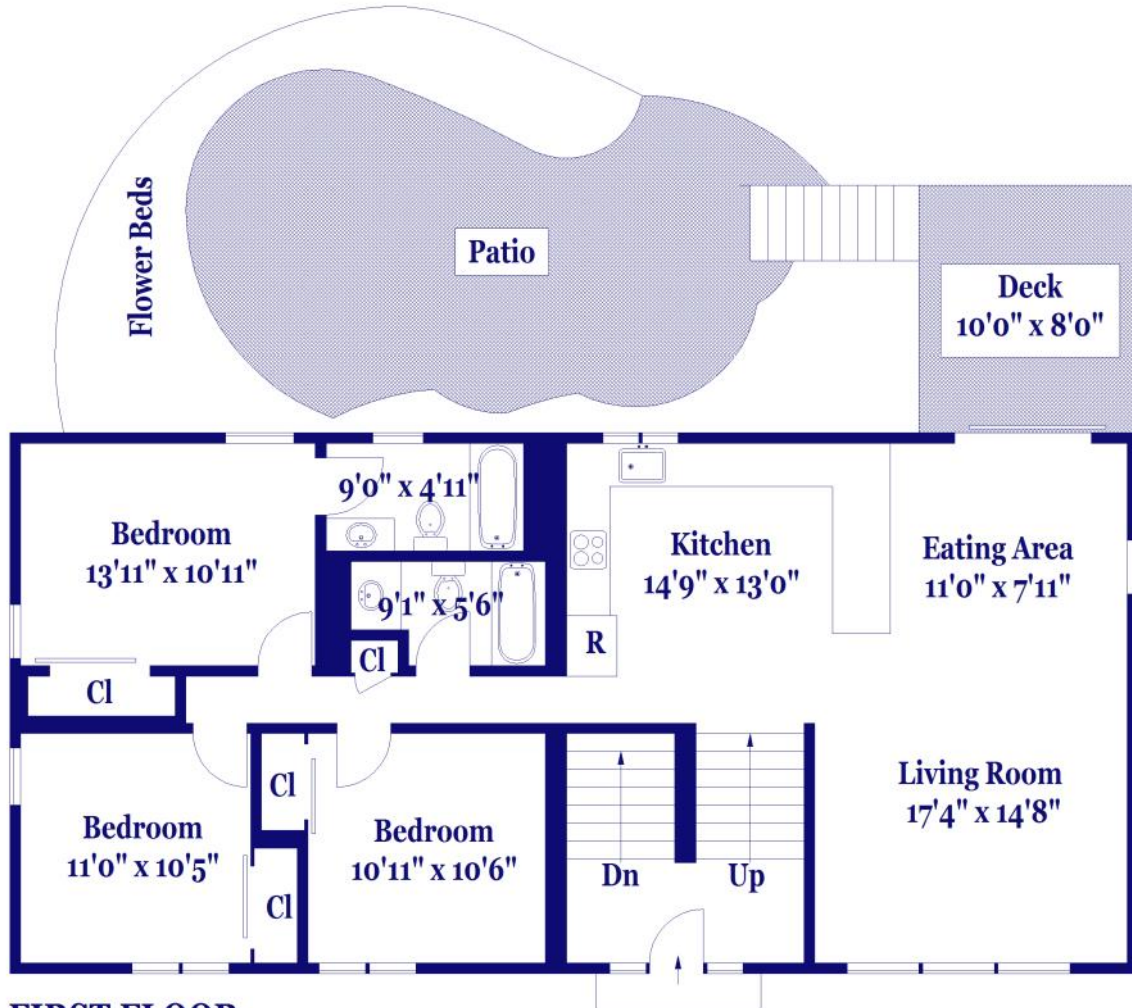 Flower Beds
Patio
Deck
10'0" x 8'0"
9'0" x 4'11"
Bedroom
13'11" x 10'11"
Kitchen
14'9" x 13'0"
Eating Area
11'0" x 7'11"
9'1" x 5'6"
R
Cl
Cl
Living Room
17'4" x 14'8"
Cl
Bedroom
11'0" x 10'5"
Bedroom
10'11" x 10'6"
Dn
Up
Cl
FIRST FLOOR